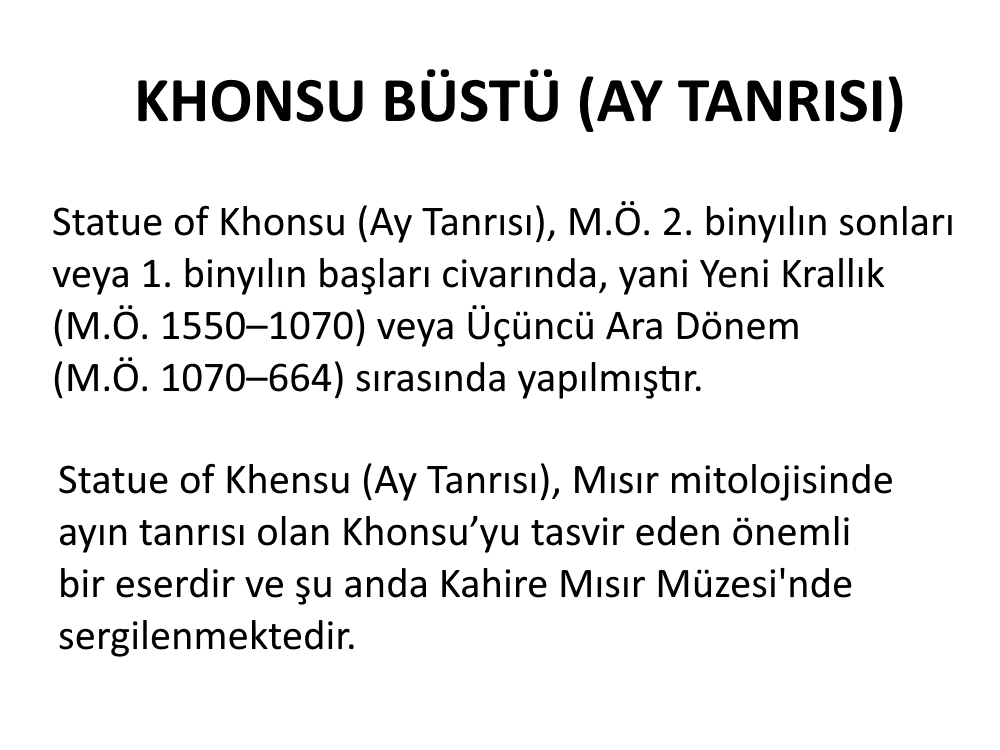 KHONSU BÜSTÜ (AY TANRISI)
Statue of Khonsu (Ay Tanrısı), M.Ö. 2. binyılın sonları
veya 1. binyılın başları civarında, yani Yeni Krallık
(M.Ö. 1550–1070) veya Üçüncü Ara Dönem
(M.Ö. 1070–664) sırasında yapılmıştır.
Statue of Khensu (Ay Tanrısı), Mısır mitolojisinde
ayın tanrısı olan Khonsu’yu tasvir eden önemli
bir eserdir ve şu anda Kahire Mısır Müzesi'nde
sergilenmektedir.